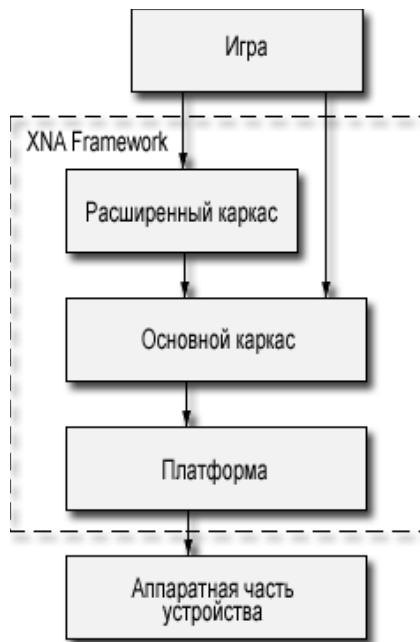 Игра
XNA Framework
Расширенный каркас
Основной каркас
Платформа
Аппаратная часть
устройства